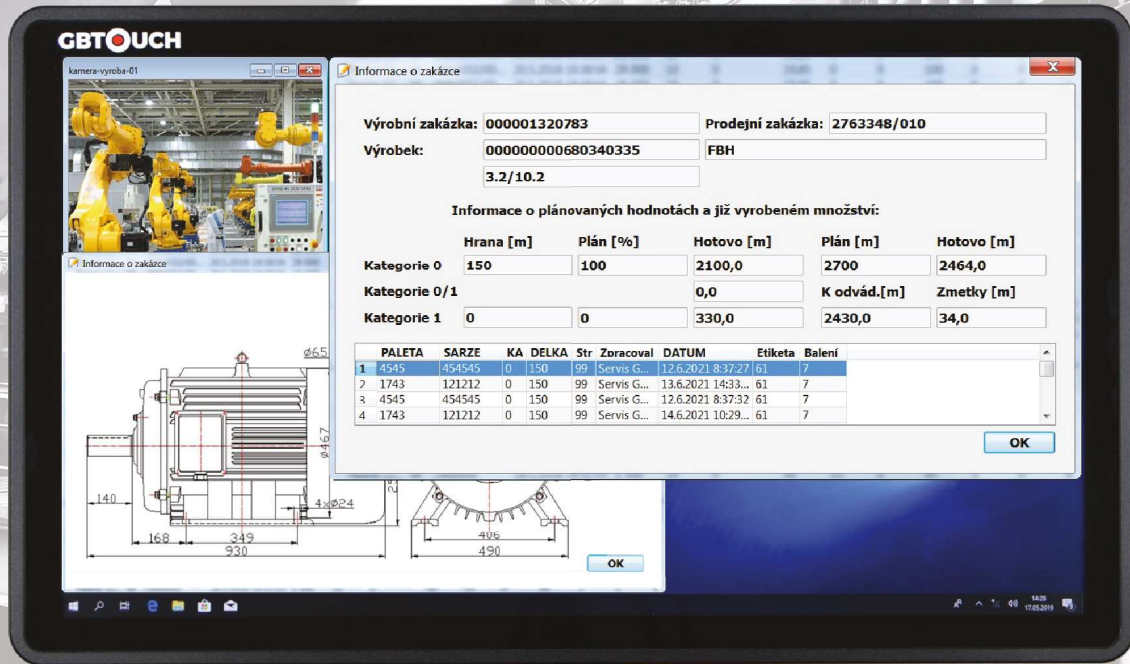 GBTOUCH
kamera-vyroba-01
Informace o zakázce
Výrobní zakázka: 000001320783 Prodejní zakázka: 2763348/010
Výrobek: 000000000680340335 FBH
3.2/10.2
Informace o plánovaných hodnotách a již vyrobeném množství:
Hrana [m] Plán [%] Hotovo [m] Plán [m] Hotovo [m]
Kategorie 0 150 100 2100,0 2700 2464,0
Kategorie 0/1 0,0 K odvád.[m] Zmetky [m]
Kategorie 1 0 0 330,0 2430,0 34,0
PALETA SARZE KA DELKA Str Zpracoval DATUM Etiketa Balení
1 4545 454545 0 150 99 Servis G... 12.6.2021 8:37:27 61 7
2 1743 121212 0 150 99 Servis G... 13.6.2021 14:33... 61 7
3 4545 454545 0 150 99 Servis G... 12.6.2021 8:37:32 61 7
4 1743 121212 0 150 99 Servis G... 14.6.2021 10:29... 61 7
OK
Informace o zakázce
Ø65
Ø467
140
4xØ24
168 349
930
406
490
OK
14:28
17.05.2019